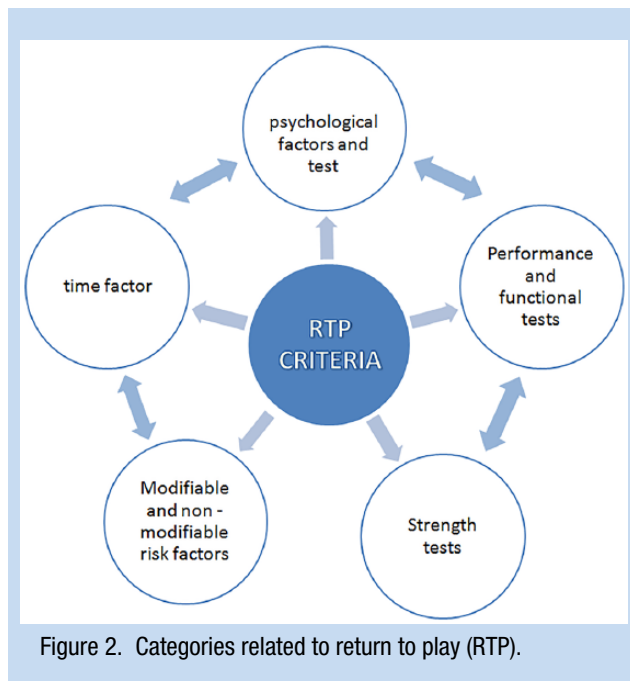 psychological
factors and
test
Performance
and
functional
tests
time factor
RTP
CRITERIA
Modifiable
and non -
modifiable
risk factors
Strength
tests
Figure 2. Categories related to return to play (RTP).